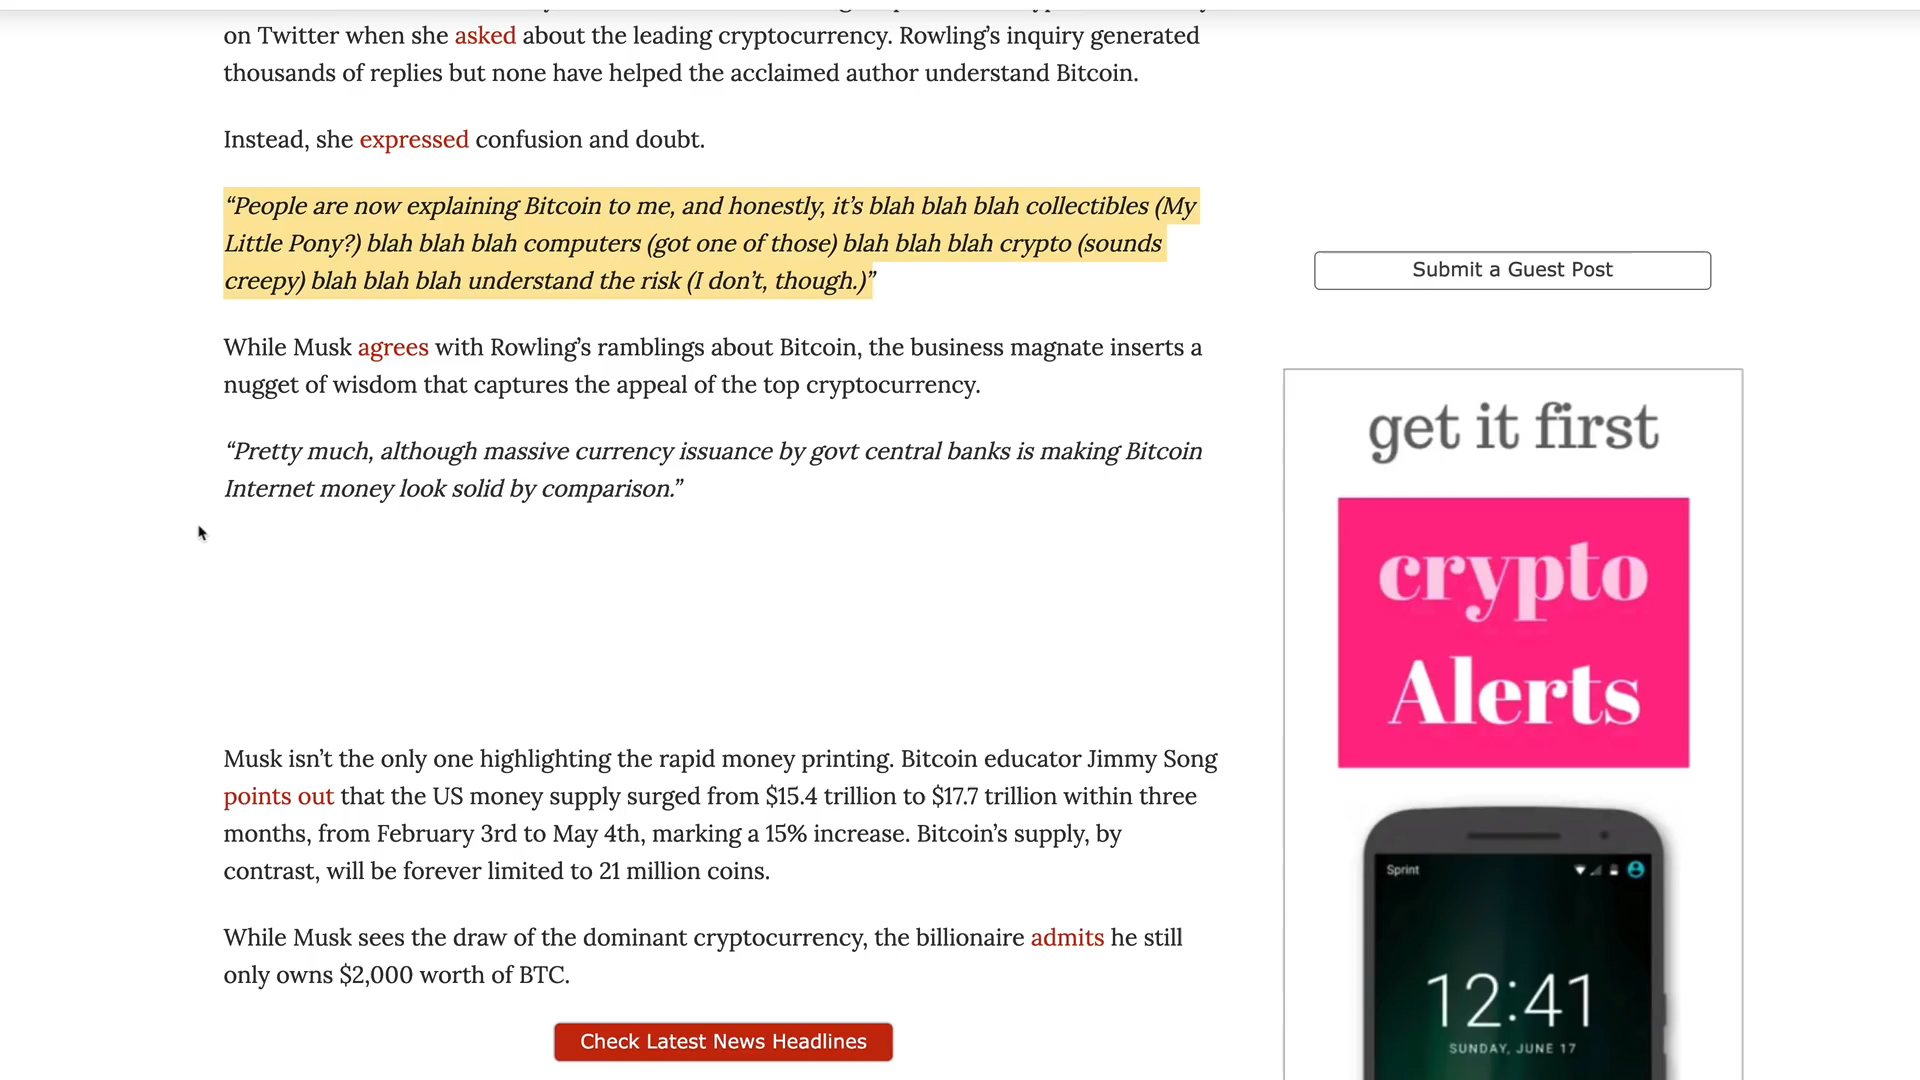 on Twitter when she asked about the leading cryptocurrency. Rowling’s inquiry generated
thousands of replies but none have helped the acclaimed author understand Bitcoin.
Instead, she expressed confusion and doubt.
“People are now explaining Bitcoin to me, and honestly, it’s blah blah blah collectibles (My
Little Pony?) blah blah blah computers (got one of those) blah blah blah crypto (sounds
creepy) blah blah blah understand the risk (I don’t, though.)”
While Musk agrees with Rowling’s ramblings about Bitcoin, the business magnate inserts a
nugget of wisdom that captures the appeal of the top cryptocurrency.
“Pretty much, although massive currency issuance by govt central banks is making Bitcoin
Internet money look solid by comparison.”
Musk isn’t the only one highlighting the rapid money printing. Bitcoin educator Jimmy Song
points out that the US money supply surged from $15.4 trillion to $17.7 trillion within three
months, from February 3rd to May 4th, marking a 15% increase. Bitcoin’s supply, by
contrast, will be forever limited to 21 million coins.
While Musk sees the draw of the dominant cryptocurrency, the billionaire admits he still
only owns $2,000 worth of BTC.
Check Latest News Headlines
Submit a Guest Post
get it first
crypto
Alerts
Sprint
12:41
SUNDAY, JUNE 17